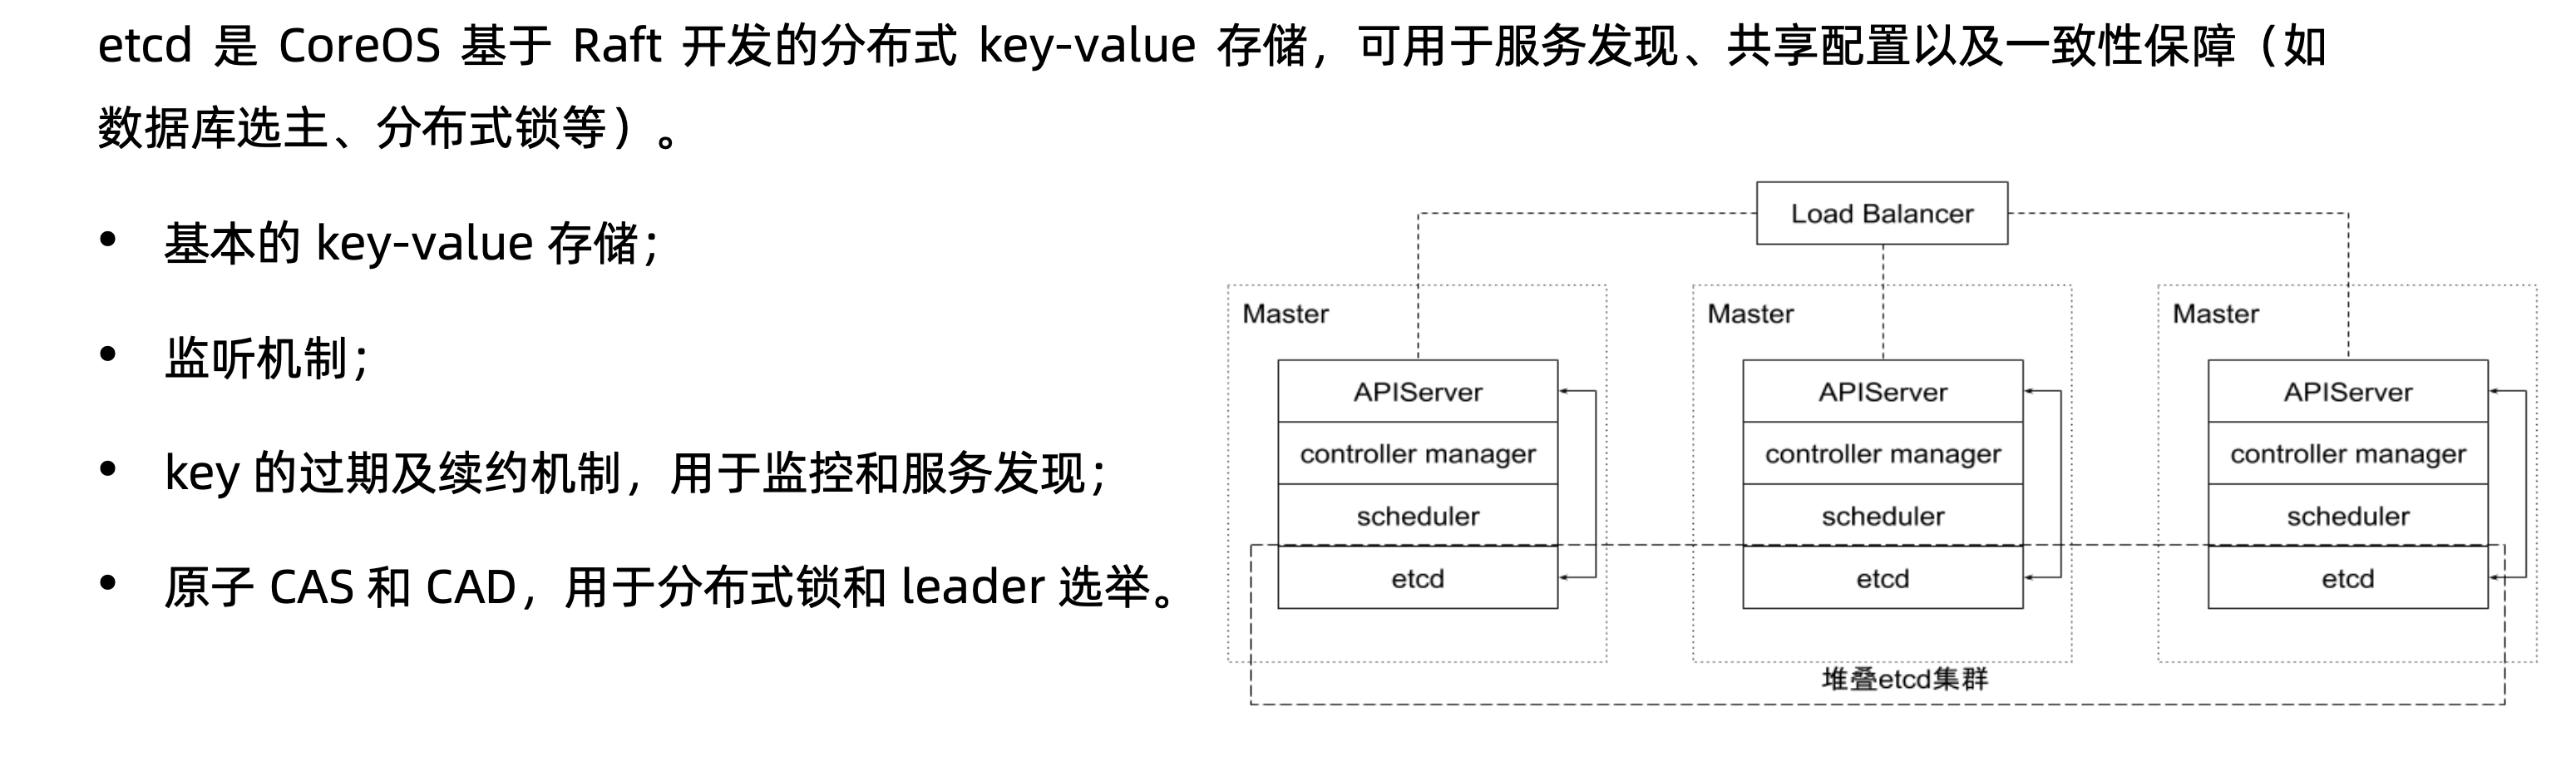 etcd 是 CoreOS 基于 Raft 开发的分布式 key-value 存储，可用于服务发现、共享配置以及一致性保障（如
数据库选主、分布式锁等）。
• 基本的 key-value 存储；
• 监听机制；
• key 的过期及续约机制，用于监控和服务发现；
• 原子 CAS 和 CAD，用于分布式锁和 leader 选举。
Load Balancer
Master
APIServer
controller manager
scheduler
etcd
Master
APIServer
controller manager
scheduler
etcd
Master
APIServer
controller manager
scheduler
etcd
堆叠etcd集群